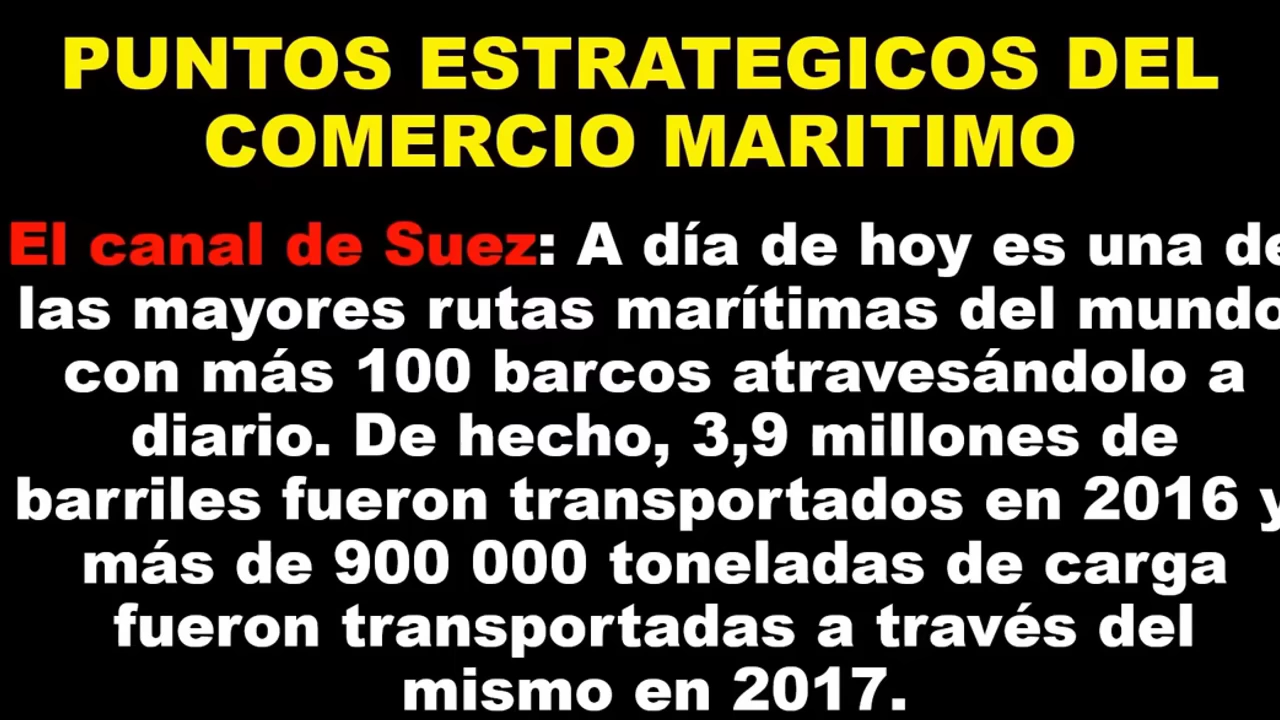 PUNTOS ESTRATEGICOS DEL
COMERCIO MARITIMO
El canal de Suez: A día de hoy es una de
las mayores rutas marítimas del mundo
con más 100 barcos atravesándolo a
diario. De hecho, 3,9 millones de
barriles fueron transportados en 2016 y
más de 900 000 toneladas de carga
fueron transportadas a través del
mismo en 2017.